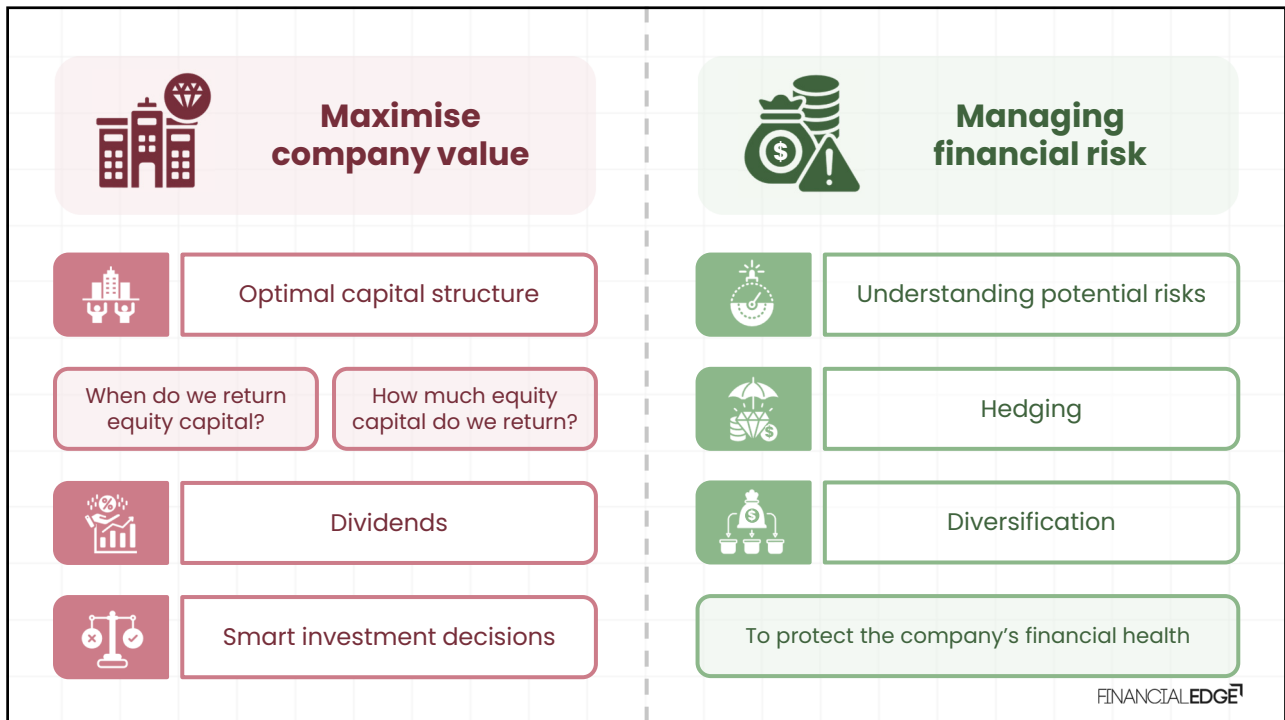 Maximise
company value
Optimal capital structure
When do we return
equity capital?
How much equity
capital do we return?
Dividends
Smart investment decisions
Managing
financial risk
$
!
Understanding potential risks
Hedging
$
Diversification
$
To protect the company's financial health
%
FINANCIALEDGE